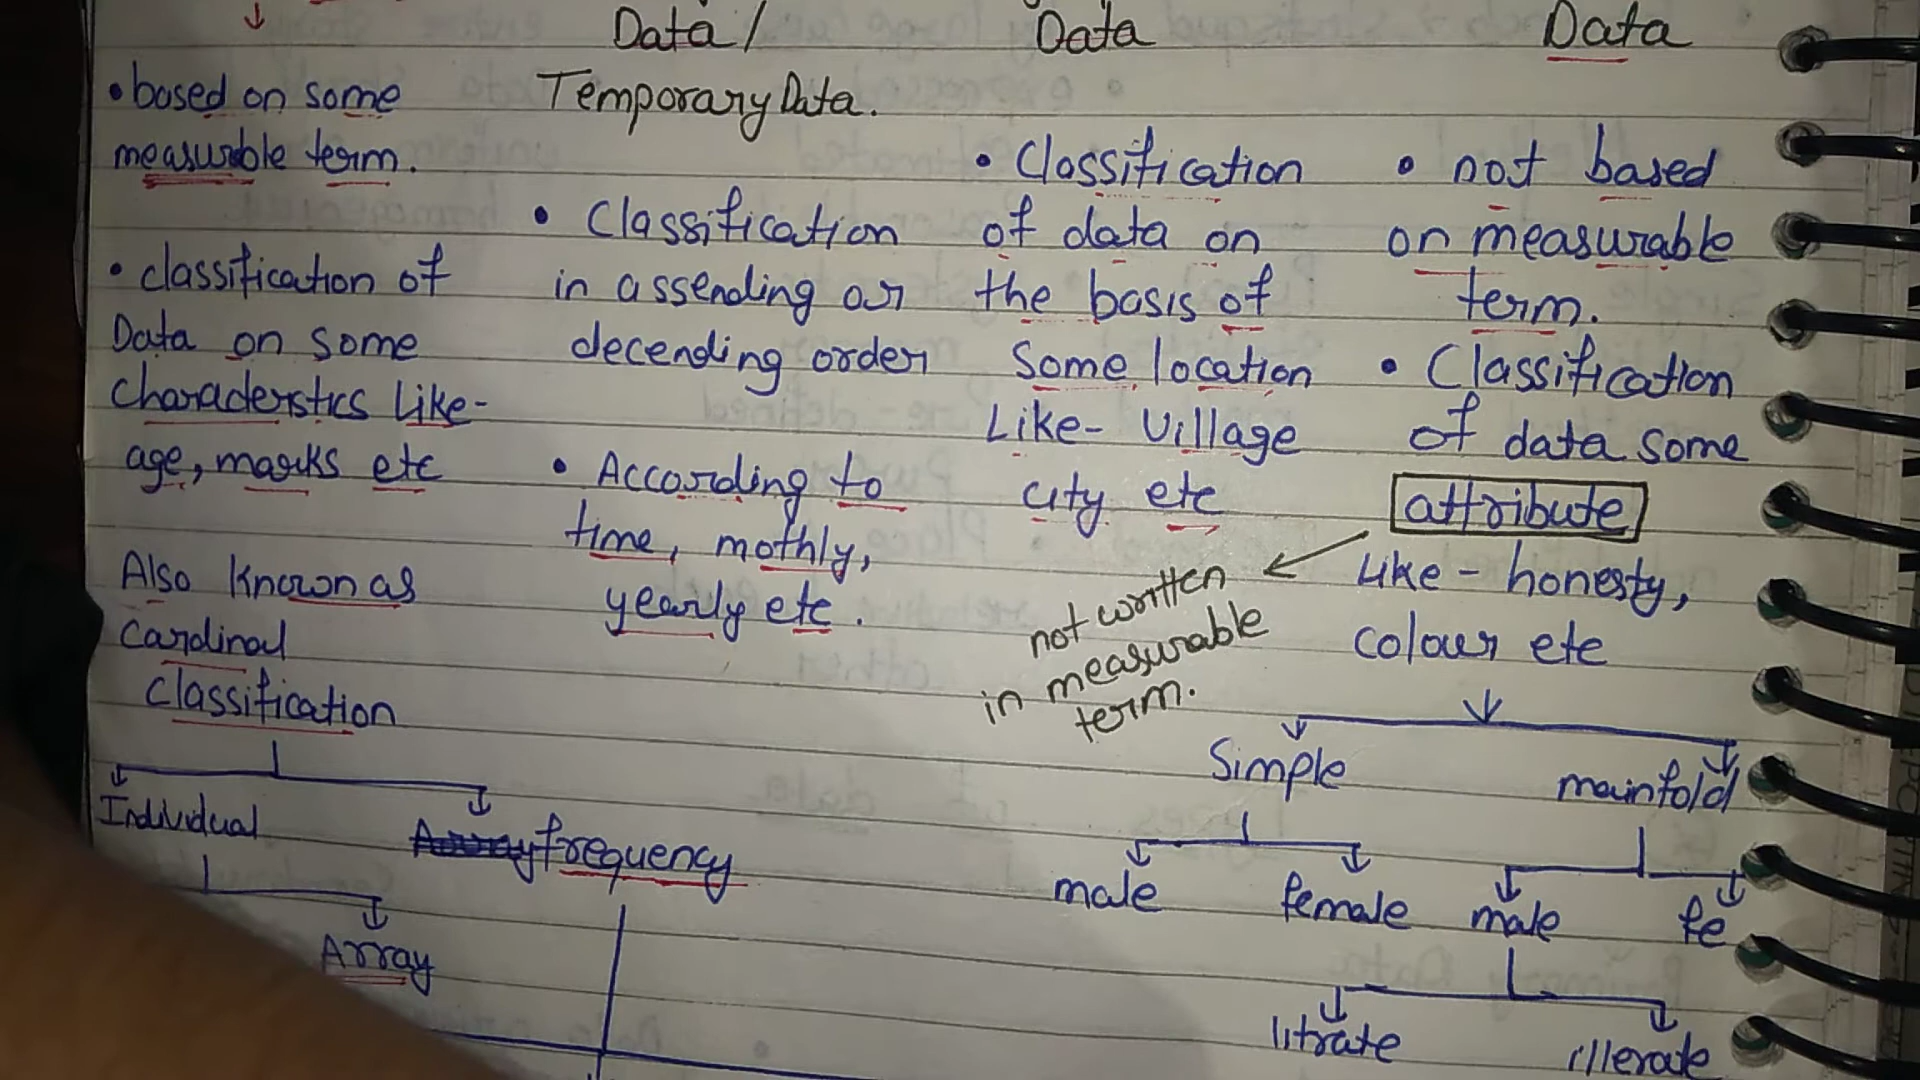 • based on some
measurable term.
• classification of
Data on some
Characterstics like-
age, marks etc
Also known as
Cardinal
classification
Individual
frequency
Array
Data /
Temporary Data.
• Classification
in assending or
decending order
• According to
time, mothly,
yearly etc.
Data
• Classification
of data on
the basis of
Some location
Like- Village
city etc
Data
• not based
on measurable
term.
• Classification
of data some
attribute
like - honesty,
colour etc
not written
in measurable
term.
Simple
mainfold
male
female
male
fe
litrate
illerate